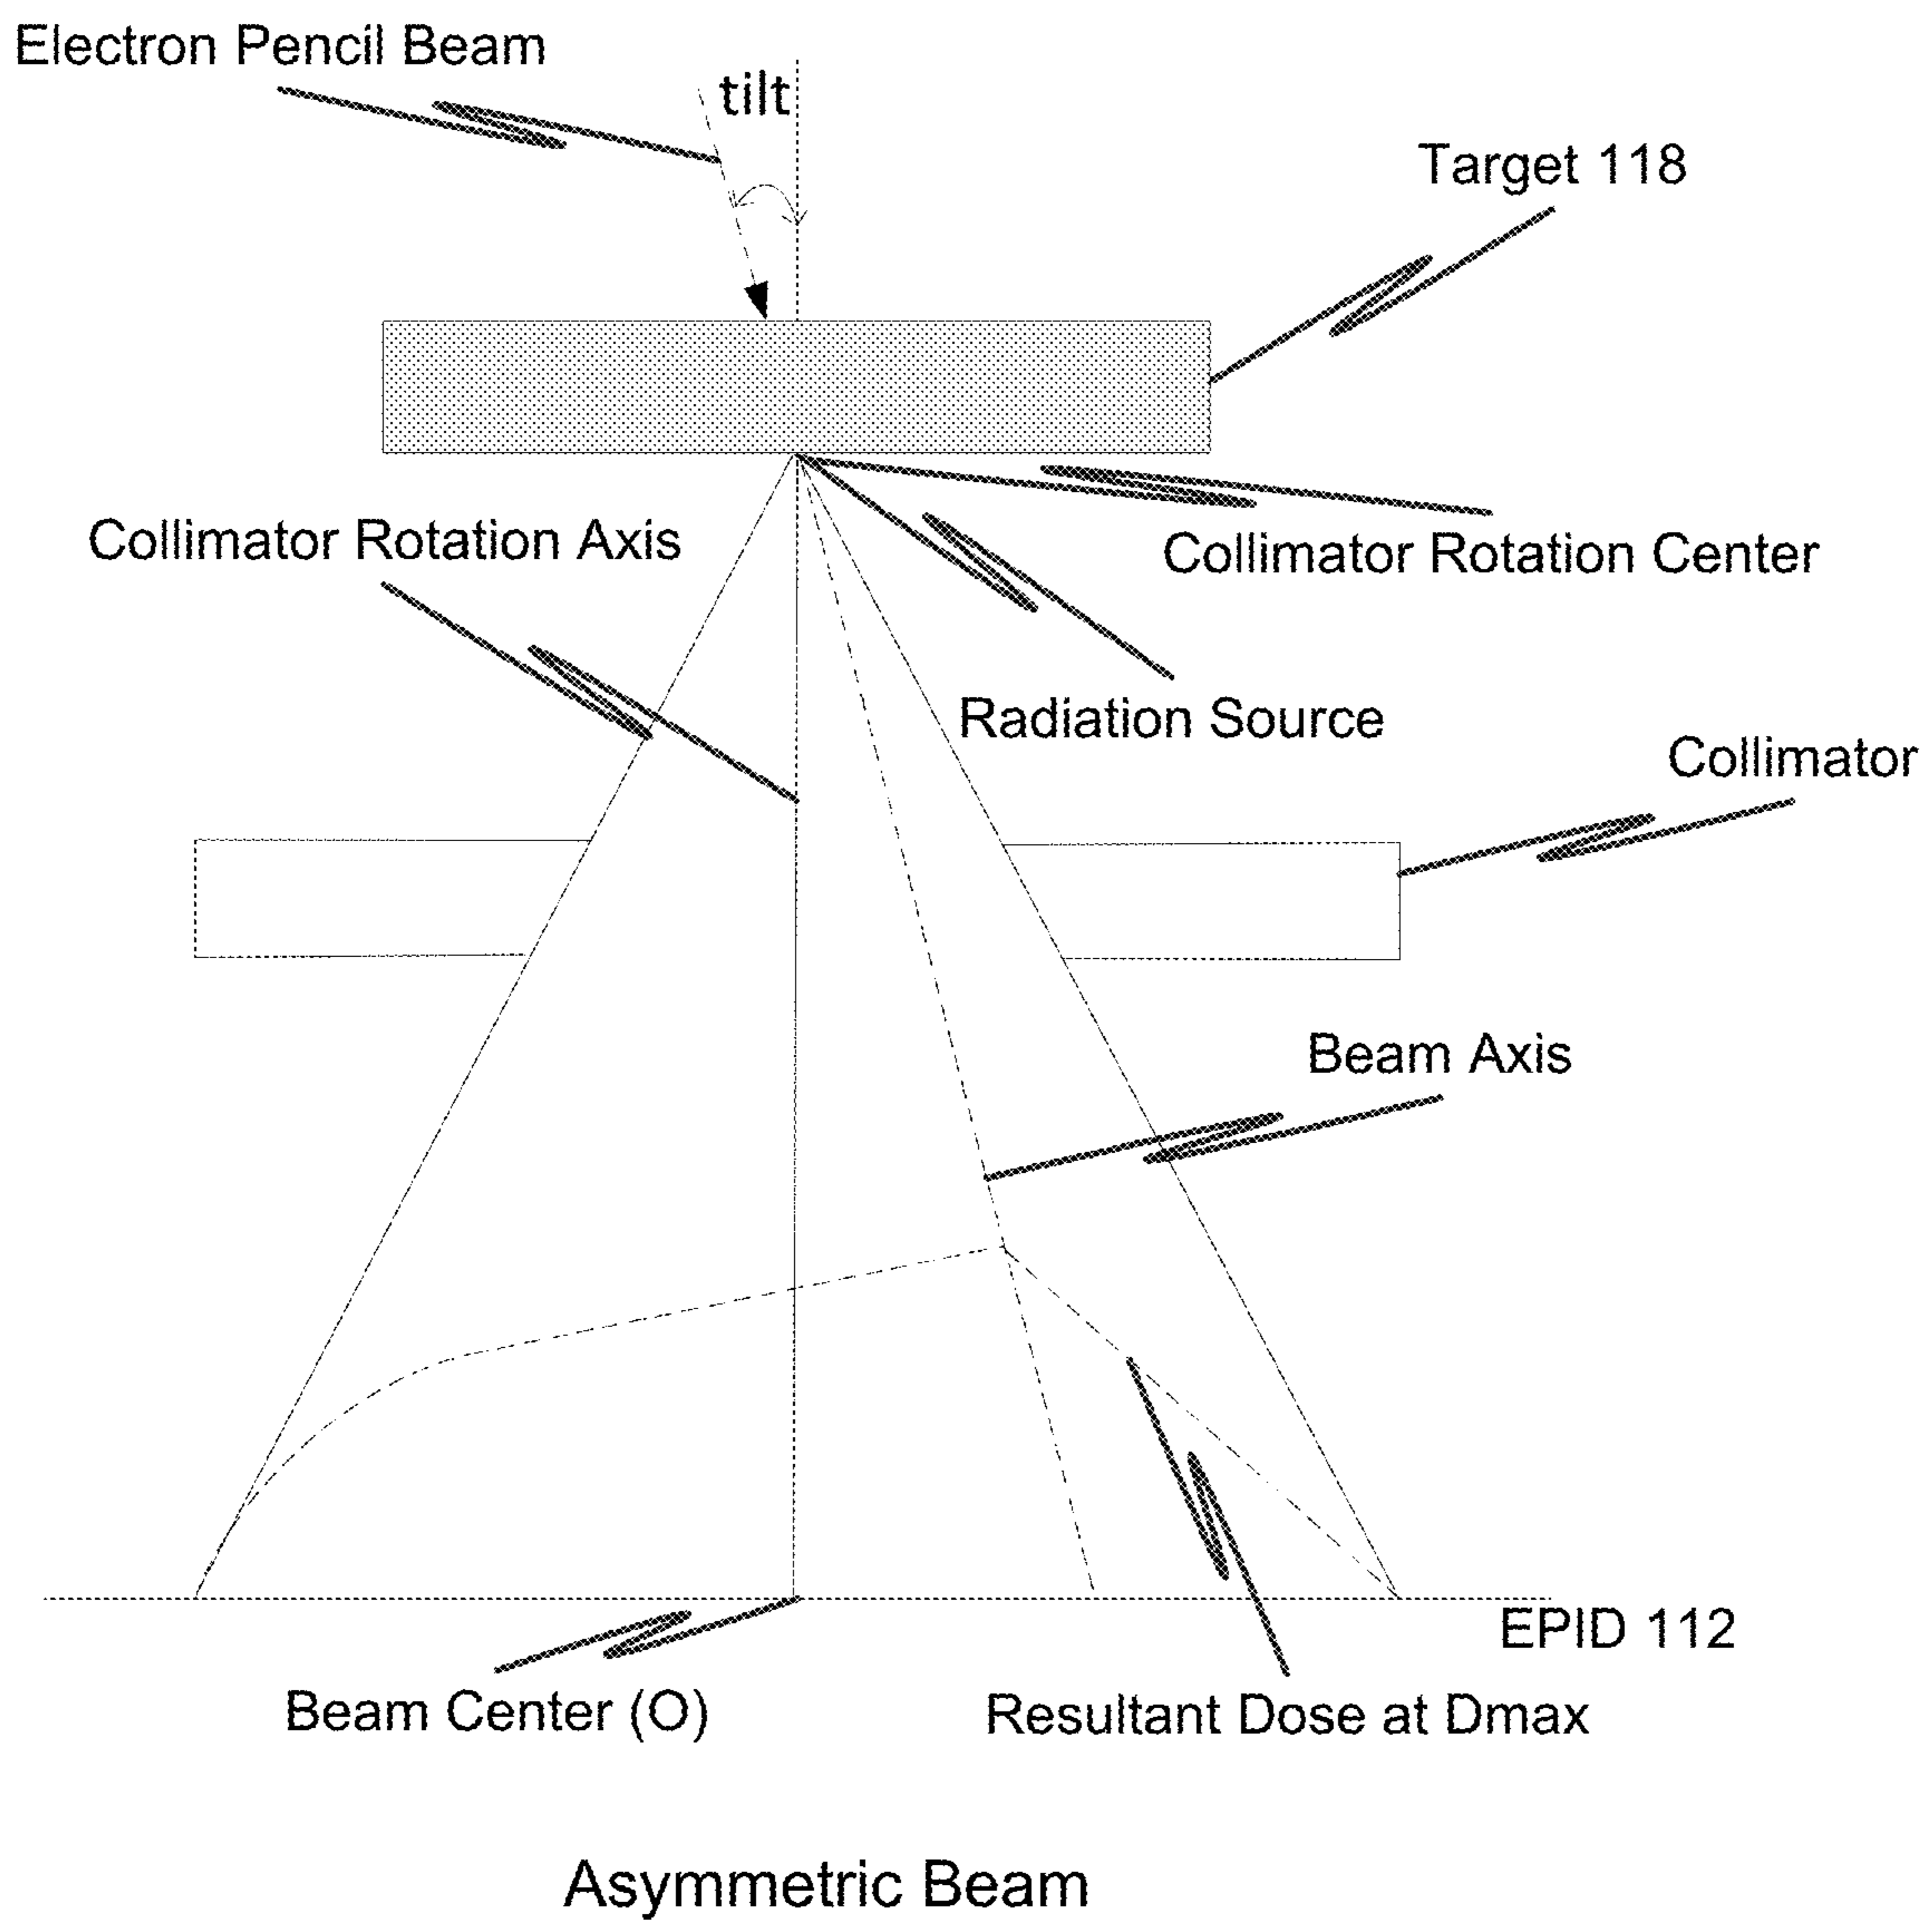 Electron Pencil Beam
tilt
Target 118
Collimator Rotation Axis
Collimator Rotation Center
Radiation Source
Collimator
Beam Axis
EPID 112
Beam Center (O)
Resultant Dose at Dmax
Asymmetric Beam